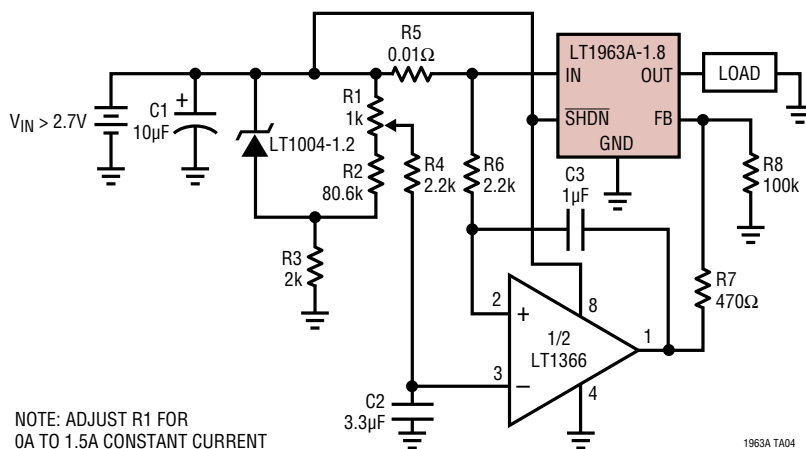 R5
0.01Ω
LT1963A-1.8
IN
OUT
LOAD
R1
1k
SHDN
FB
VIN > 2.7V
C1
10µF
+
LT1004-1.2
GND
R2
80.6k
R4
2.2k
R6
2.2k
C3
1µF
R8
100k
R3
2k
R7
470Ω
2
+
8
1/2
LT1366
1
3
–
4
C2
3.3µF
NOTE: ADJUST R1 FOR
0A TO 1.5A CONSTANT CURRENT
1963A TA04